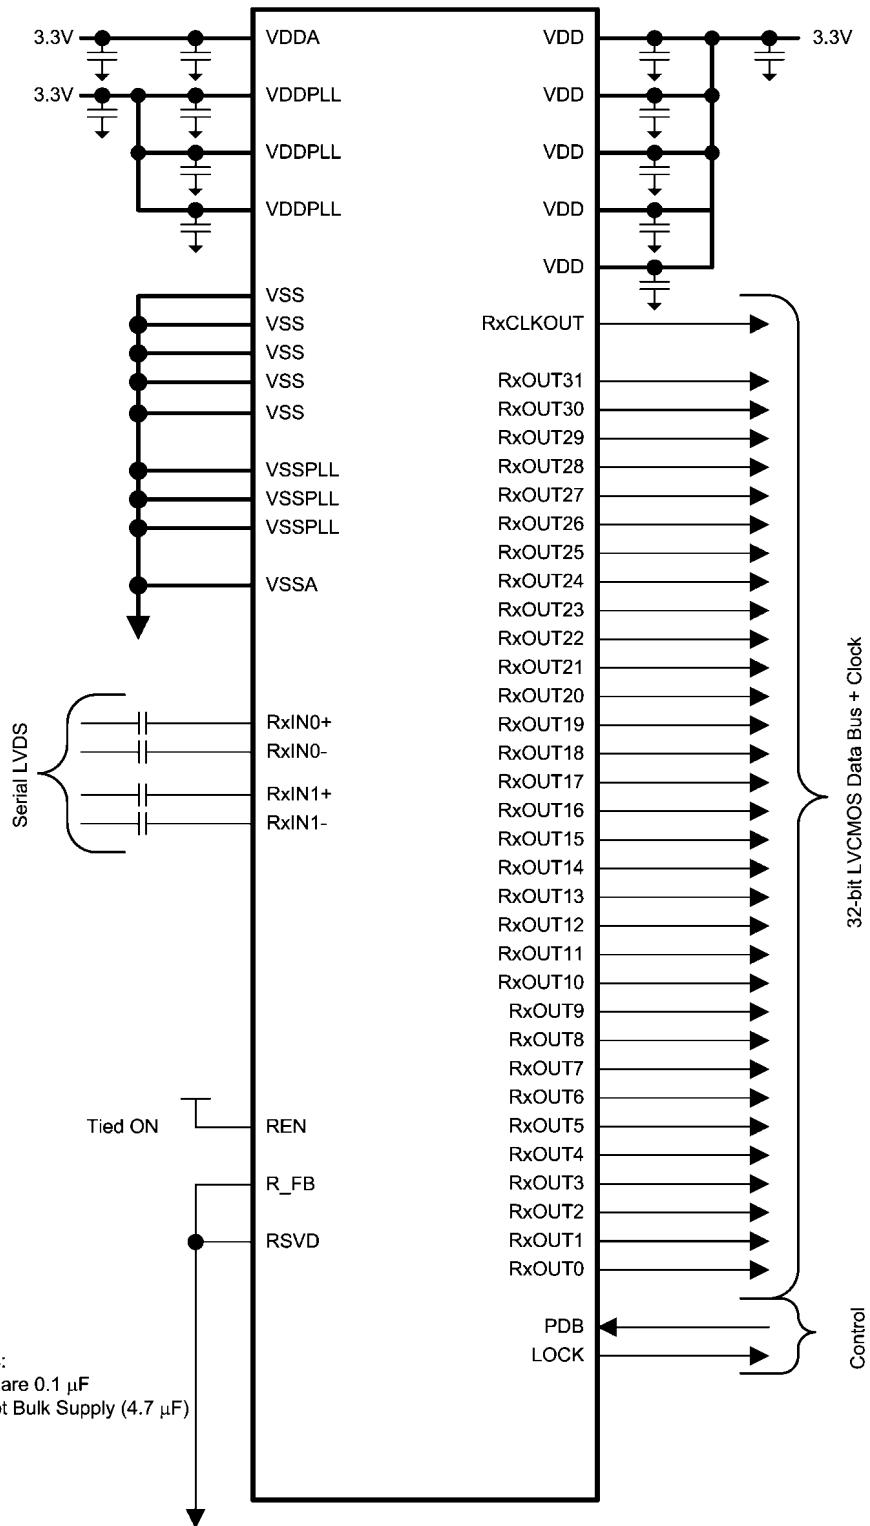 3.3V
VDDA
VDD
3.3V
3.3V
VDDPLL
VDD
VDDPLL
VDD
VDDPLL
VDD
VDD
VSS
VSS
VSS
VSS
VSS
VSSPLL
VSSPLL
VSSPLL
VSSA
RxCLKOUT
RxOUT31
RxOUT30
RxOUT29
RxOUT28
RxOUT27
RxOUT26
RxOUT25
RxOUT24
RxOUT23
RxOUT22
RxOUT21
RxOUT20
RxOUT19
RxOUT18
RxOUT17
RxOUT16
RxOUT15
RxOUT14
RxOUT13
RxOUT12
RxOUT11
RxOUT10
RxOUT9
RxOUT8
RxOUT7
RxOUT6
RxOUT5
RxOUT4
RxOUT3
RxOUT2
RxOUT1
RxOUT0
32-bit LVCMOS Data Bus + Clock
Serial LVDS
RxIN0+
RxIN0-
RxIN1+
RxIN1-
Tied ON
REN
R_FB
RSVD
PDB
LOCK
Control
:
are 0.1 μF
Bulk Supply (4.7 μF)